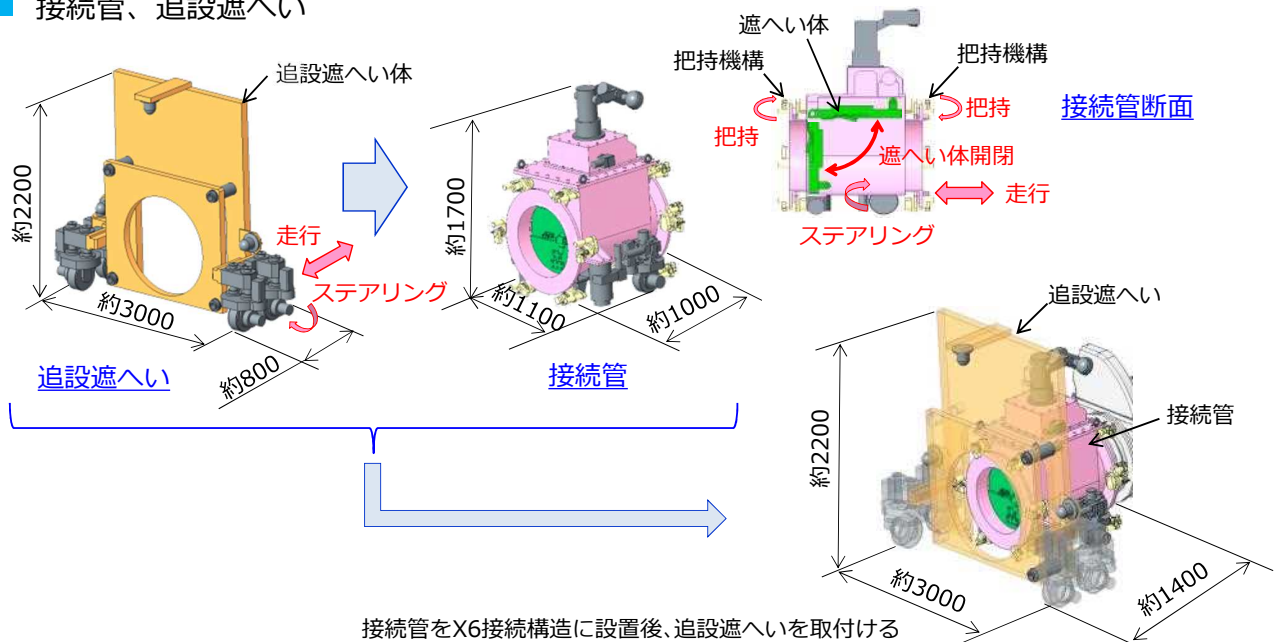 接続管、追設遮へい
追設遮へい体
約2200
走行
ステアリング
約3000
約800
追設遮へい
約1700
約1100
約1000
接続管
遮へい体
把持機構
把持機構
把持
把持
接続管断面
遮へい体開閉
走行
ステアリング
追設遮へい
接続管
約2200
約3000
約1400
接続管をX6接続構造に設置後、追設遮へいを取付ける